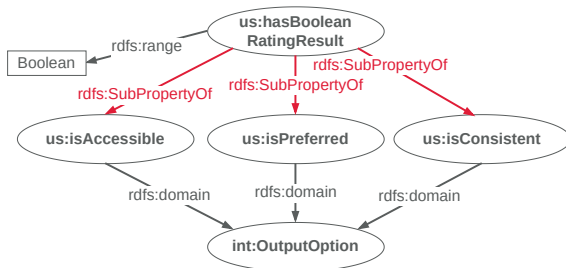 us:hasBoolean
RatingResult
rdfs:range
Boolean
rdfs:SubPropertyOf
rdfs:SubPropertyOf
rdfs:SubPropertyOf
us:isAccessible
us:isPreferred
us:isConsistent
rdfs:domain
rdfs:domain
rdfs:domain
int:OutputOption